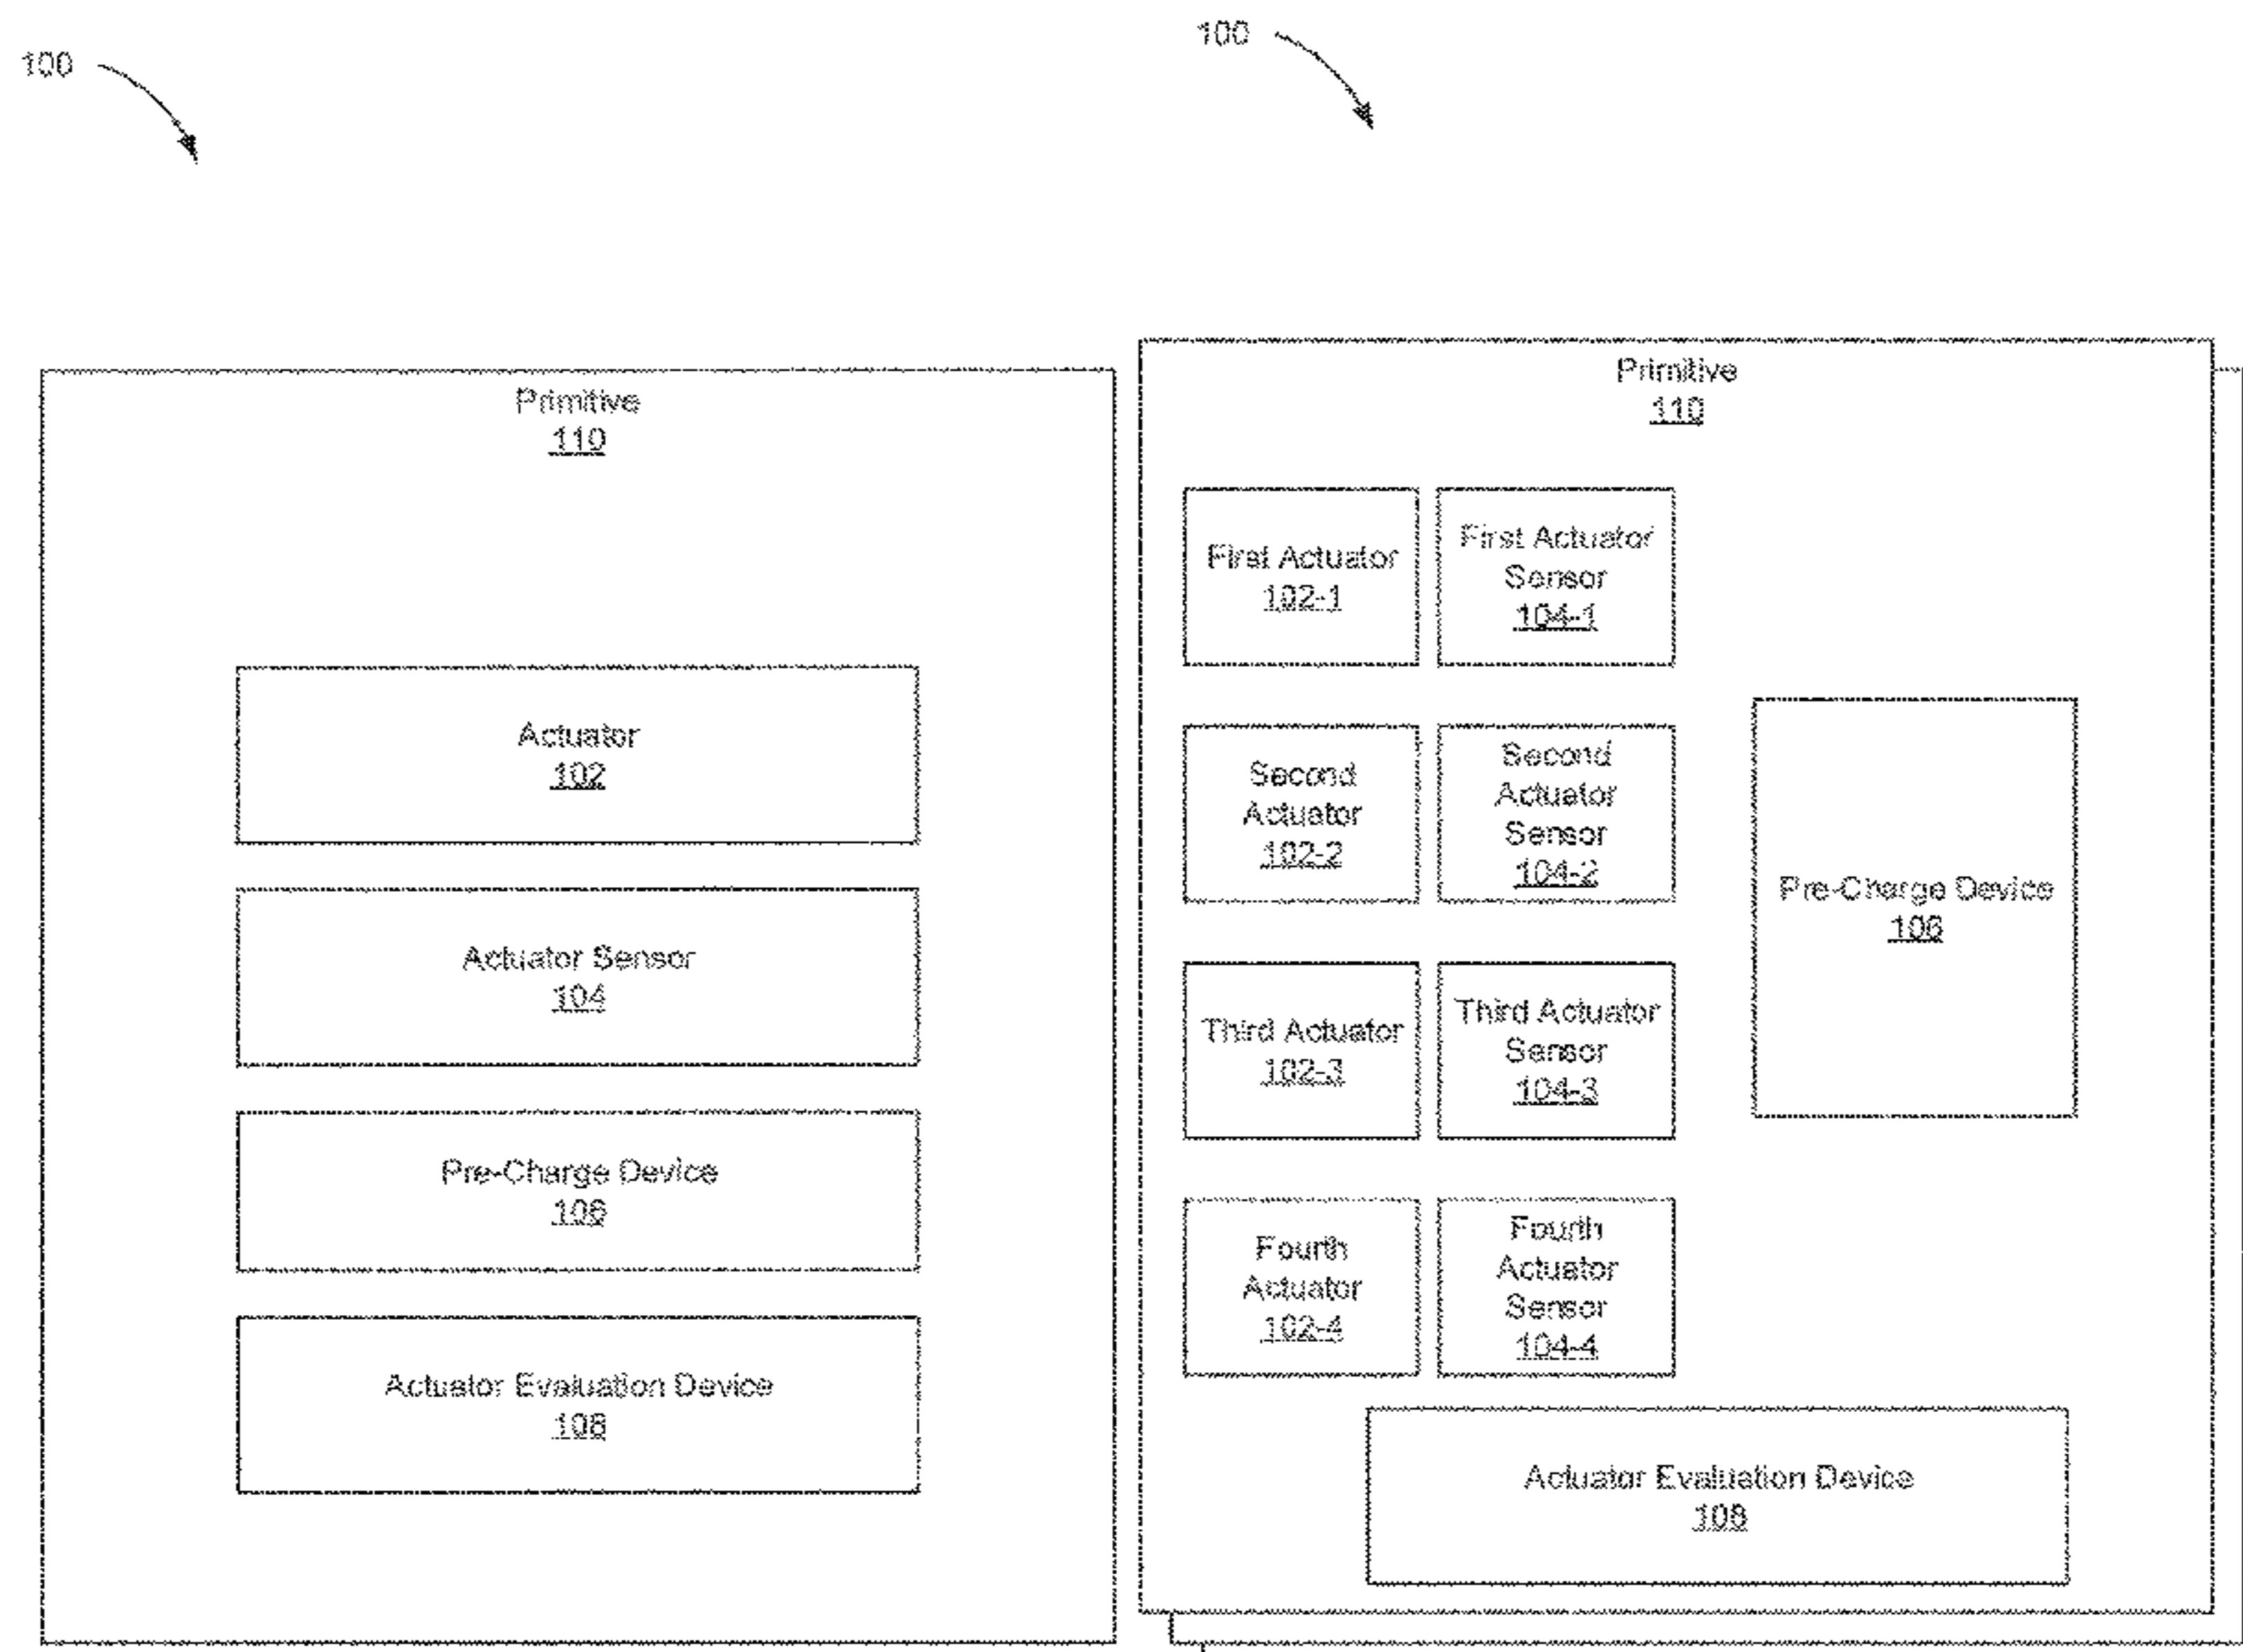 100
Primitive
110
Actuator
102
Actuator Sensor
104
Pre-Charge Device
106
Actuator Evaluation Device
108
100
Primitive
110
First Actuator
102-1
First Actuator
Sensor
104-1
Second
Actuator
102-2
Second
Actuator
Sensor
104-2
Third Actuator
102-3
Third Actuator
Sensor
104-3
Fourth
Actuator
102-4
Fourth
Actuator
Sensor
104-4
Pre-Charge Device
106
Actuator Evaluation Device
108